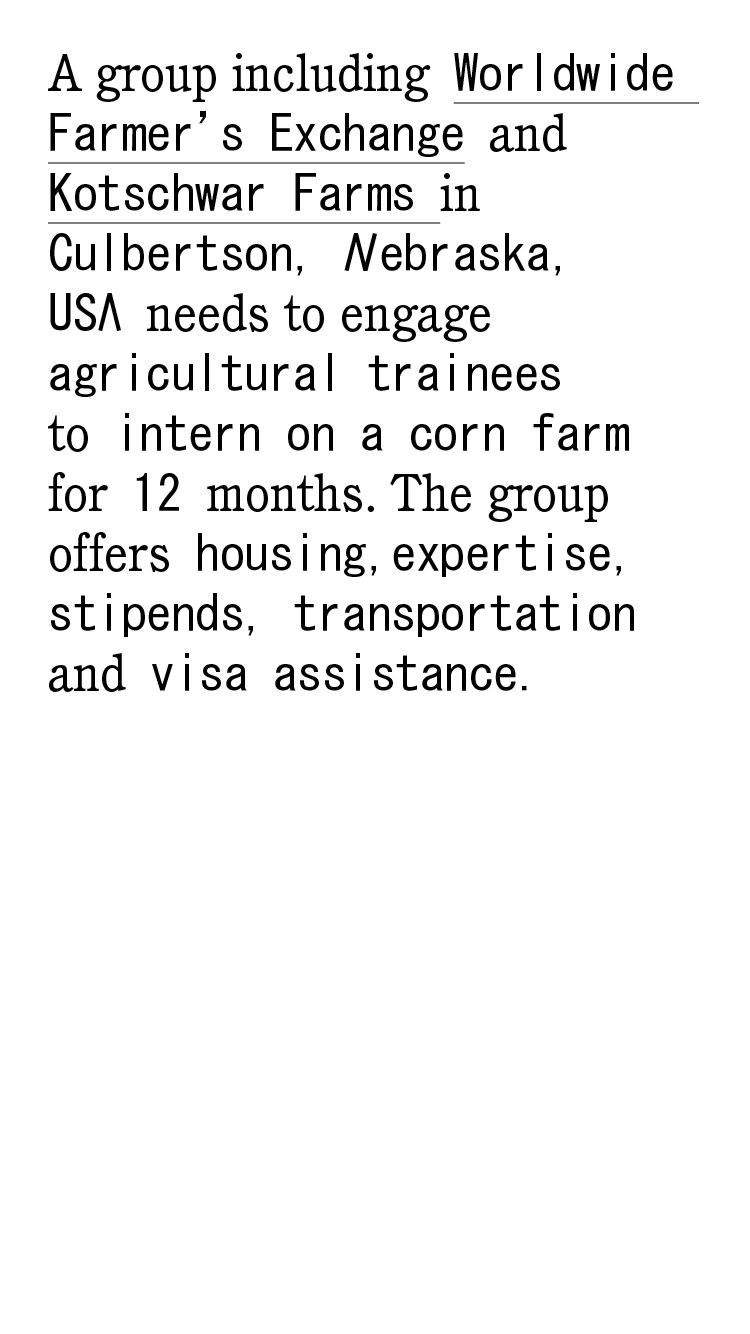 A group including Worldwide
Farmer's Exchange and
Kotschwar Farms in
Culbertson, Nebraska,
USA needs to engage
agricultural trainees
to intern on a corn farm
for 12 months. The group
offers housing, expertise,
stipends, transportation
and visa assistance.